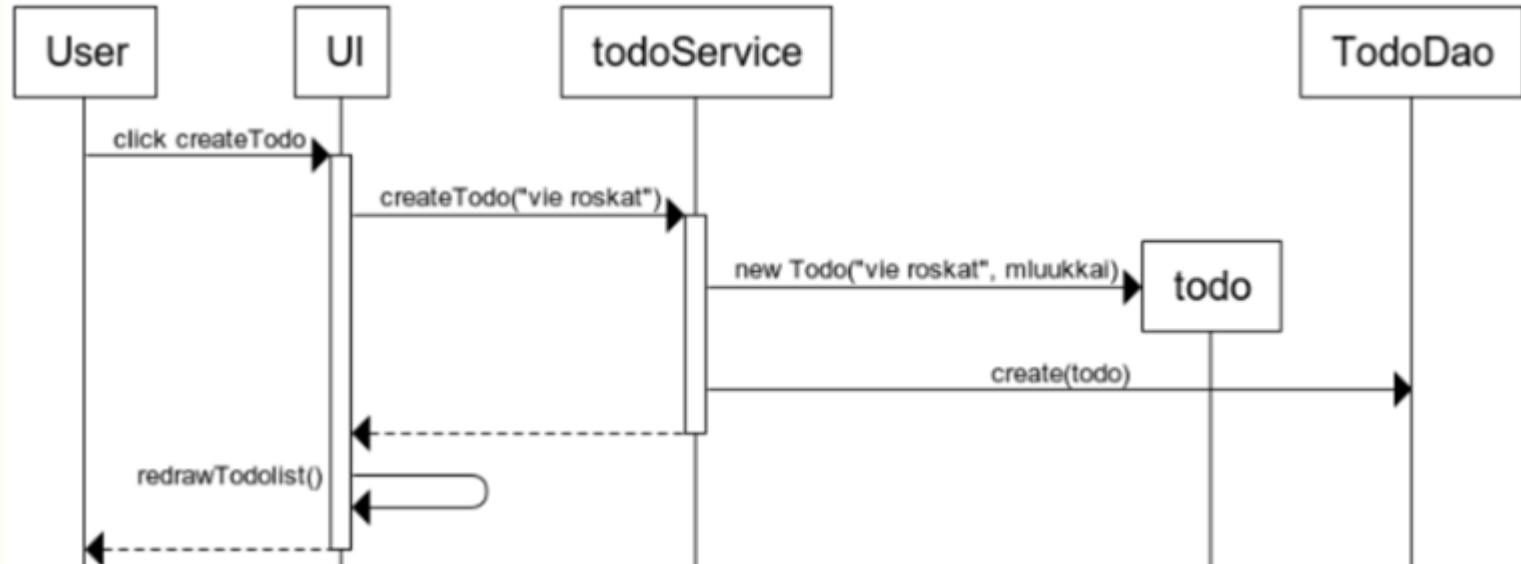 User
UI
todoService
TodoDao
click createTodo
createTodo("vie roskat")
new Todo("vie roskat", mluukkai)
todo
create(todo)
redrawTodolist()